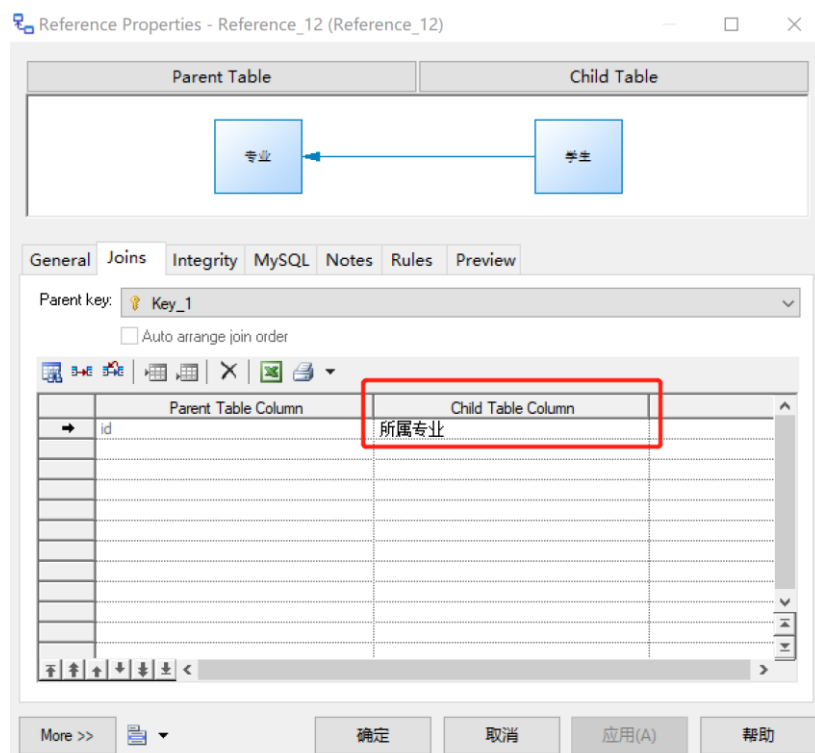 Reference Properties - Reference_12 (Reference_12)
Parent Table Child Table
专业 学生
General Joins Integrity MySQL Notes Rules Preview
Parent key: Key_1
Auto arrange join order
Parent Table Column Child Table Column
id 所属专业
More >> 确定 取消 应用(A) 帮助